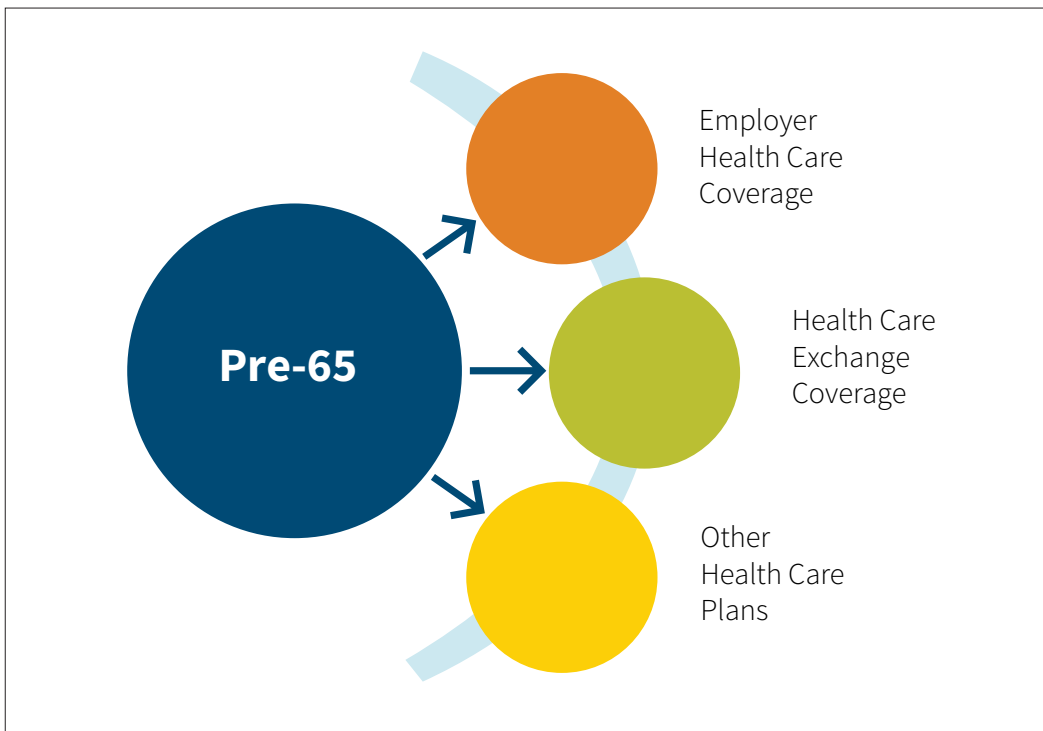 Employer
Health Care
Coverage
Pre-65
Health Care
Exchange
Coverage
Other
Health Care
Plans